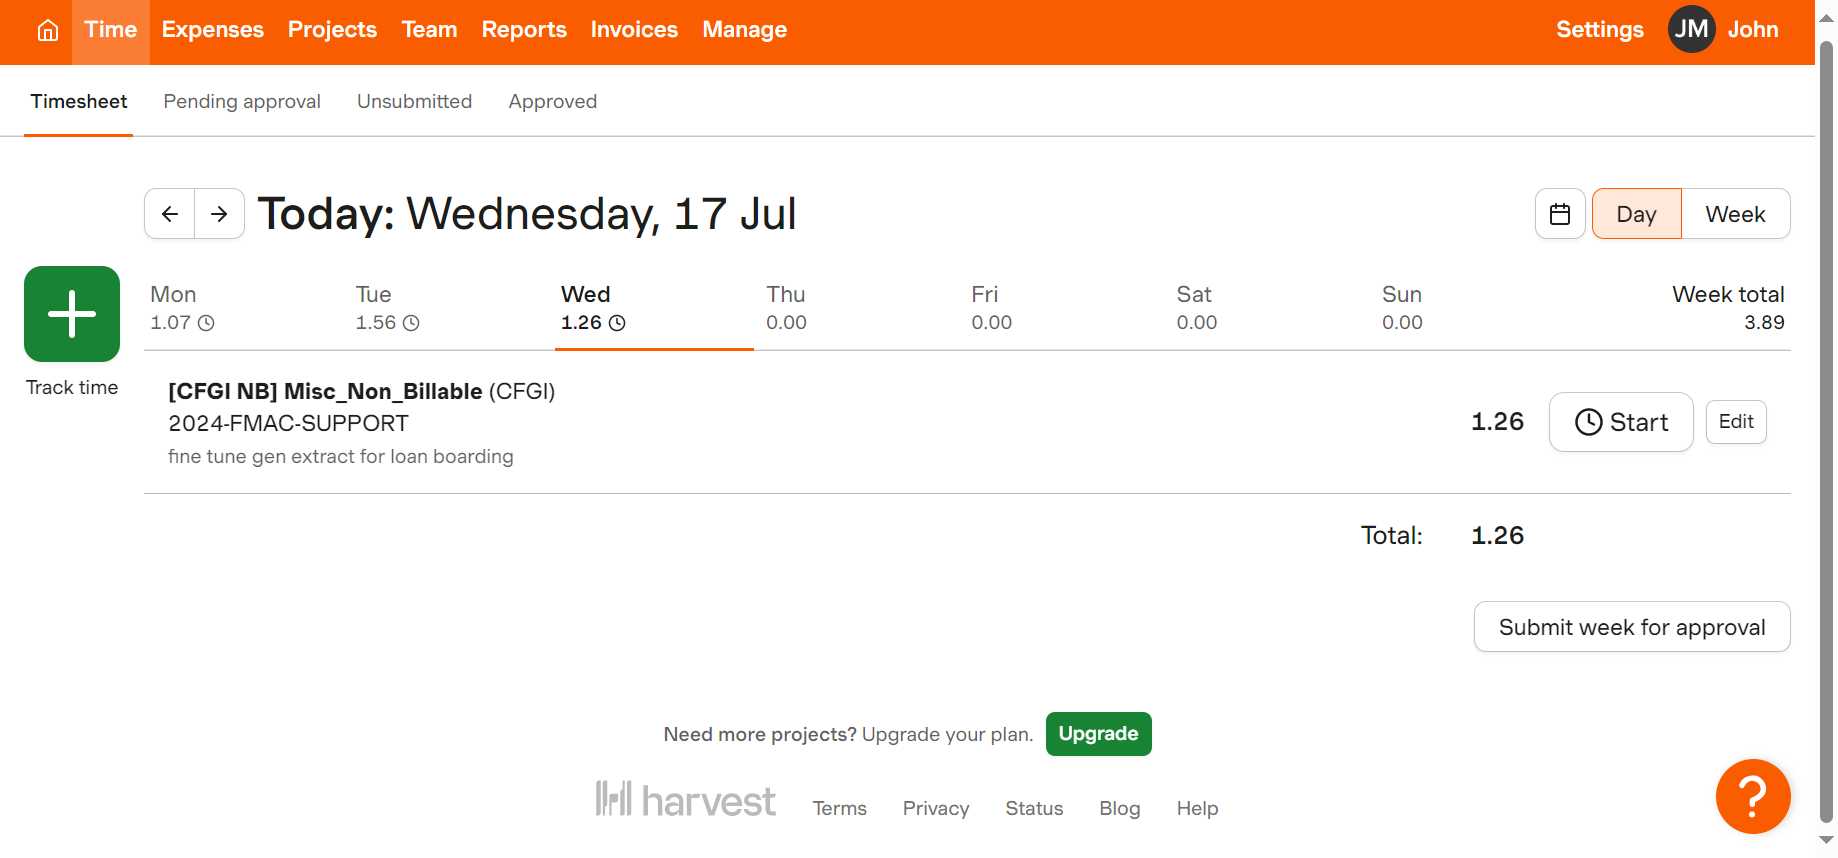 Time Expenses Projects Team Reports Invoices Manage Settings JM John
Timesheet Pending approval Unsubmitted Approved
Today: Wednesday, 17 Jul
Day Week
Track time
Mon Tue Wed Thu Fri Sat Sun Week total
1.07 1.56 1.26 0.00 0.00 0.00 0.00 3.89
[CFGI NB] Misc_Non_Billable (CFGI)
2024-FMAC-SUPPORT
fine tune gen extract for loan boarding
1.26 Start Edit
Total: 1.26
Submit week for approval
Need more projects? Upgrade your plan. Upgrade
harvest Terms Privacy Status Blog Help
?